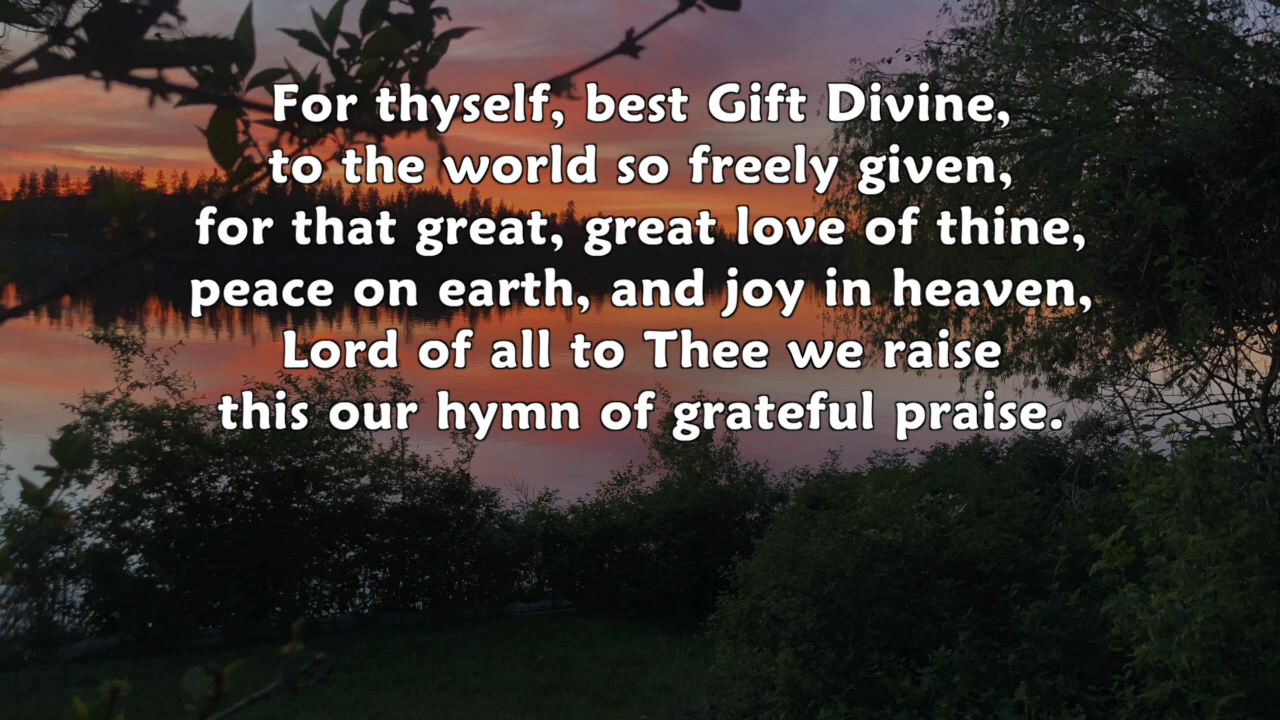 For thyself, best Gift Divine,
to the world so freely given,
for that great, great love of thine,
peace on earth, and joy in heaven,
Lord of all to Thee we raise
this our hymn of grateful praise.